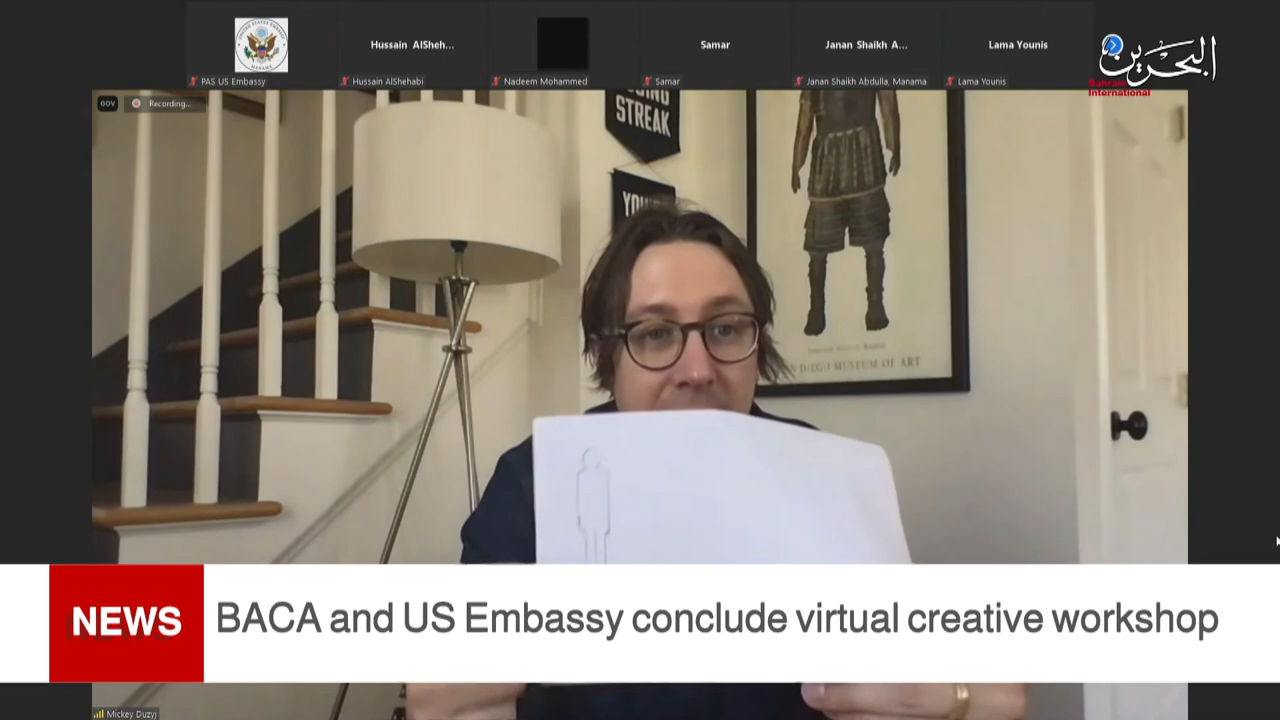 Hussain AlSheh...
Samar
Janan Shaikh A...
Lama Younis
PAS US Embassy
Hussain AlShehabi
Nadeem Mohammed
Samar
Janan Shaikh Abdulla, Manama
Lama Younis
البحرين
Bahrain
International
GOV
Recording...
STREAK
DIEGO MUSEUM OF ART
NEWS
BACA and US Embassy conclude virtual creative workshop
Mickey Duzyj